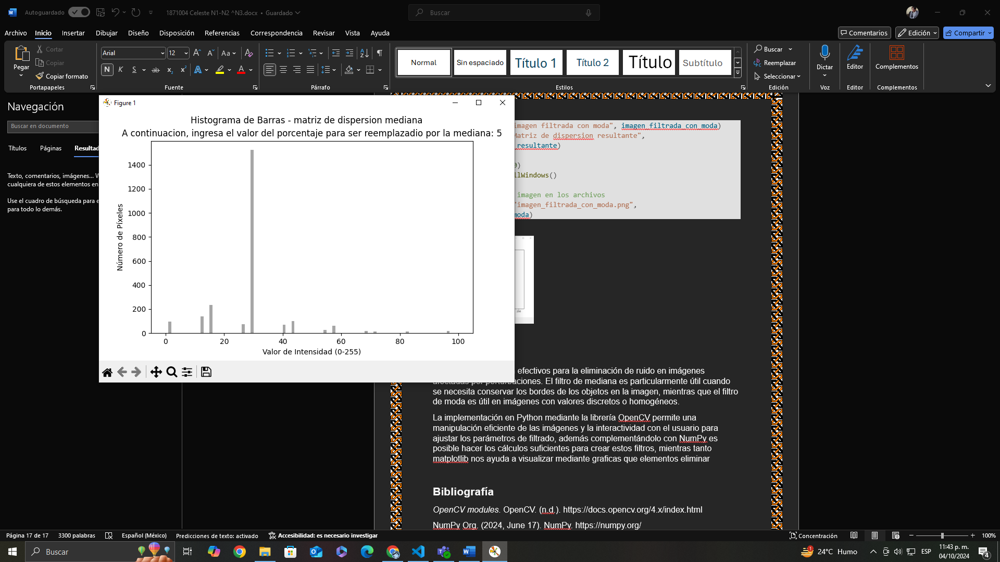 Autoguardado
1871004 Celeste N1-N2 ^N3.docx • Guardado
Buscar
Archivo Inicio Insertar Dibujar Diseño Disposición Referencias Correspondencia Revisar Vista Ayuda
Comentarios Edición Compartir
Pegar
Cortar
Copiar
Copiar formato
Portapapeles
Arial 12
Aa
N K S ab x₂ x² A A
Fuente
Párrafo
Normal Sin espaciado Título 1 Título 2 Título Subtítulo
Estilos
Buscar
Reemplazar
Seleccionar
Edición
Dictar
Voz
Editor
Editor
Complementos
Complementos
Navegación
Buscar en documento
Títulos Páginas Resultad
Texto, comentarios, imágenes...
cualquiera de estos elementos en
Use el cuadro de búsqueda para e
para todo lo demás.
Figure 1
Histograma de Barras - matriz de dispersion mediana
A continuacion, ingresa el valor del porcentaje para ser reemplazadio por la mediana: 5
Número de Píxeles
1400
1200
1000
800
600
400
200
0
0 20 40 60 80 100
Valor de Intensidad (0-255)
imagen filtrada con moda", imagen_filtrada_con_moda)
Matriz de dispersion resultante",
resultante)
0)
llWindows()
imagen en los archivos
"imagen_filtrada_con_moda.png",
moda)
250
efectivos para la eliminación de ruido en imágenes
afectadas por perturbaciones. El filtro de mediana es particularmente útil cuando
se necesita conservar los bordes de los objetos en la imagen, mientras que el filtro
de moda es útil en imágenes con valores discretos o homogéneos.
La implementación en Python mediante la librería OpenCV permite una
manipulación eficiente de las imágenes y la interactividad con el usuario para
ajustar los parámetros de filtrado, además complementándolo con NumPy es
posible hacer los cálculos suficientes para crear estos filtros, mientras tanto
matplotlib nos ayuda a visualizar mediante graficas que elementos eliminar
Bibliografía
OpenCV modules. OpenCV. (n.d.). https://docs.opencv.org/4.x/index.html
NumPy Org. (2024, June 17). NumPy. https://numpy.org/
Página 17 de 17 3300 palabras Español (México) Predicciones de texto: activado Accesibilidad: es necesario investigar
Concentración 100%
Buscar
24°C Humo
ESP
11:43 p. m.
04/10/2024
4